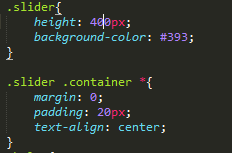 .slider{
height: 400px;
background-color: #393;
}
.slider .container *{
margin: 0;
padding: 20px;
text-align: center;
}